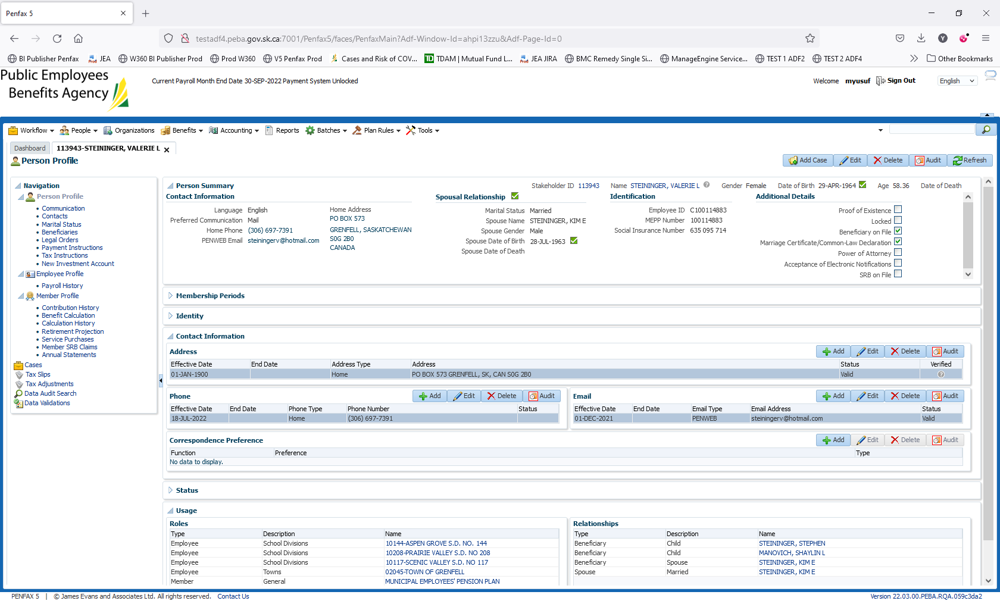 Penfax 5
testadf4.peba.gov.sk.ca:7001/Penfax5/faces/PenfaxMain?Adf-Window-Id=ahpi13zzu&Adf-Page-Id=0
BI Publisher Penfax JEA W360 BI Publisher Prod Prod W360 V5 Penfax Prod Cases and Risk of COV... TDAM | Mutual Fund L... JEA JIRA BMC Remedy Single Si... ManageEngine Service... TEST 1 ADF2 TEST 2 ADF4 Other Bookmarks
Public Employees
Benefits Agency
Current Payroll Month End Date 30-SEP-2022 Payment System Unlocked
Welcome myusuf Sign Out English
Workflow People Organizations Benefits Accounting Reports Batches Plan Rules Tools
Dashboard 113943-STEININGER, VALERIE L
Person Profile
Add Case Edit Delete Audit Refresh
Navigation
Person Profile
Communication
Contacts
Marital Status
Beneficiaries
Legal Orders
Payment Instructions
Tax Instructions
New Investment Account
Employee Profile
Payroll History
Member Profile
Contribution History
Benefit Calculation
Calculation History
Retirement Projection
Service Purchases
Member SRB Claims
Annual Statements
Cases
Tax Slips
Tax Adjustments
Data Audit Search
Data Validations
Person Summary Stakeholder ID 113943 Name STEININGER, VALERIE L Gender Female Date of Birth 29-APR-1964 Age 58.36 Date of Death
Contact Information
Language English
Preferred Communication Mail
Home Phone (306) 697-7391
PENWEB Email steiningerv@hotmail.com
Home Address
PO BOX 573
GRENFELL, SASKATCHEWAN
S0G 2B0
CANADA
Spousal Relationship
Marital Status Married
Spouse Name STEININGER, KIM E
Spouse Gender Male
Spouse Date of Birth 28-JUL-1963
Spouse Date of Death
Identification
Employee ID C100114883
MEPP Number 100114883
Social Insurance Number 635 095 714
Additional Details
Proof of Existence
Locked
Beneficiary on File
Marriage Certificate/Common-Law Declaration
Power of Attorney
Acceptance of Electronic Notifications
SRB on File
Membership Periods
Identity
Contact Information
Address Add Edit Delete Audit
Effective Date End Date Address Type Address Status Verified
01-JAN-1900 Home PO BOX 573 GRENFELL, SK, CAN S0G 2B0 Valid
Phone Add Edit Delete Audit
Effective Date End Date Phone Type Phone Number Status
18-JUL-2022 Home (306) 697-7391
Email Add Edit Delete Audit
Effective Date End Date Email Type Email Address Status
01-DEC-2021 PENWEB steiningerv@hotmail.com Valid
Correspondence Preference Add Edit Delete Audit
Function Preference Type
No data to display.
Status
Usage
Roles
Type Description Name
Employee School Divisions 10144-ASPEN GROVE S.D. NO. 144
Employee School Divisions 10208-PRAIRIE VALLEY S.D. NO 208
Employee School Divisions 10117-SCENIC VALLEY S.D. NO 117
Employee Towns 02045-TOWN OF GRENFELL
Member General MUNICIPAL EMPLOYEES' PENSION PLAN
Relationships
Type Description Name
Beneficiary Child STEININGER, STEPHEN
Beneficiary Child MANOVICH, SHAYLIN L
Beneficiary Spouse STEININGER, KIM E
Spouse Married STEININGER, KIM E
PENFAX 5 | © James Evans and Associates Ltd. All rights reserved. Contact Us
Version 22.03.00.PEBA.RQA.059c3da2